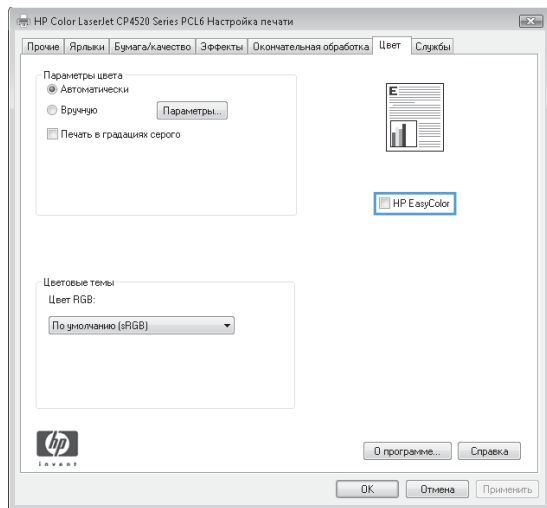 HP Color LaserJet CP4520 Series PCL6 Настройка печати
Прочие Ярлыки Бумага/качество Эффекты Окончательная обработка Цвет Службы
Параметры цвета
Автоматически
Вручную Параметры...
Печать в градациях серого
E
HP EasyColor
Цветовые темы
Цвет RGB:
По умолчанию (sRGB)
hp
invent
О программе... Справка
OK Отмена Применить